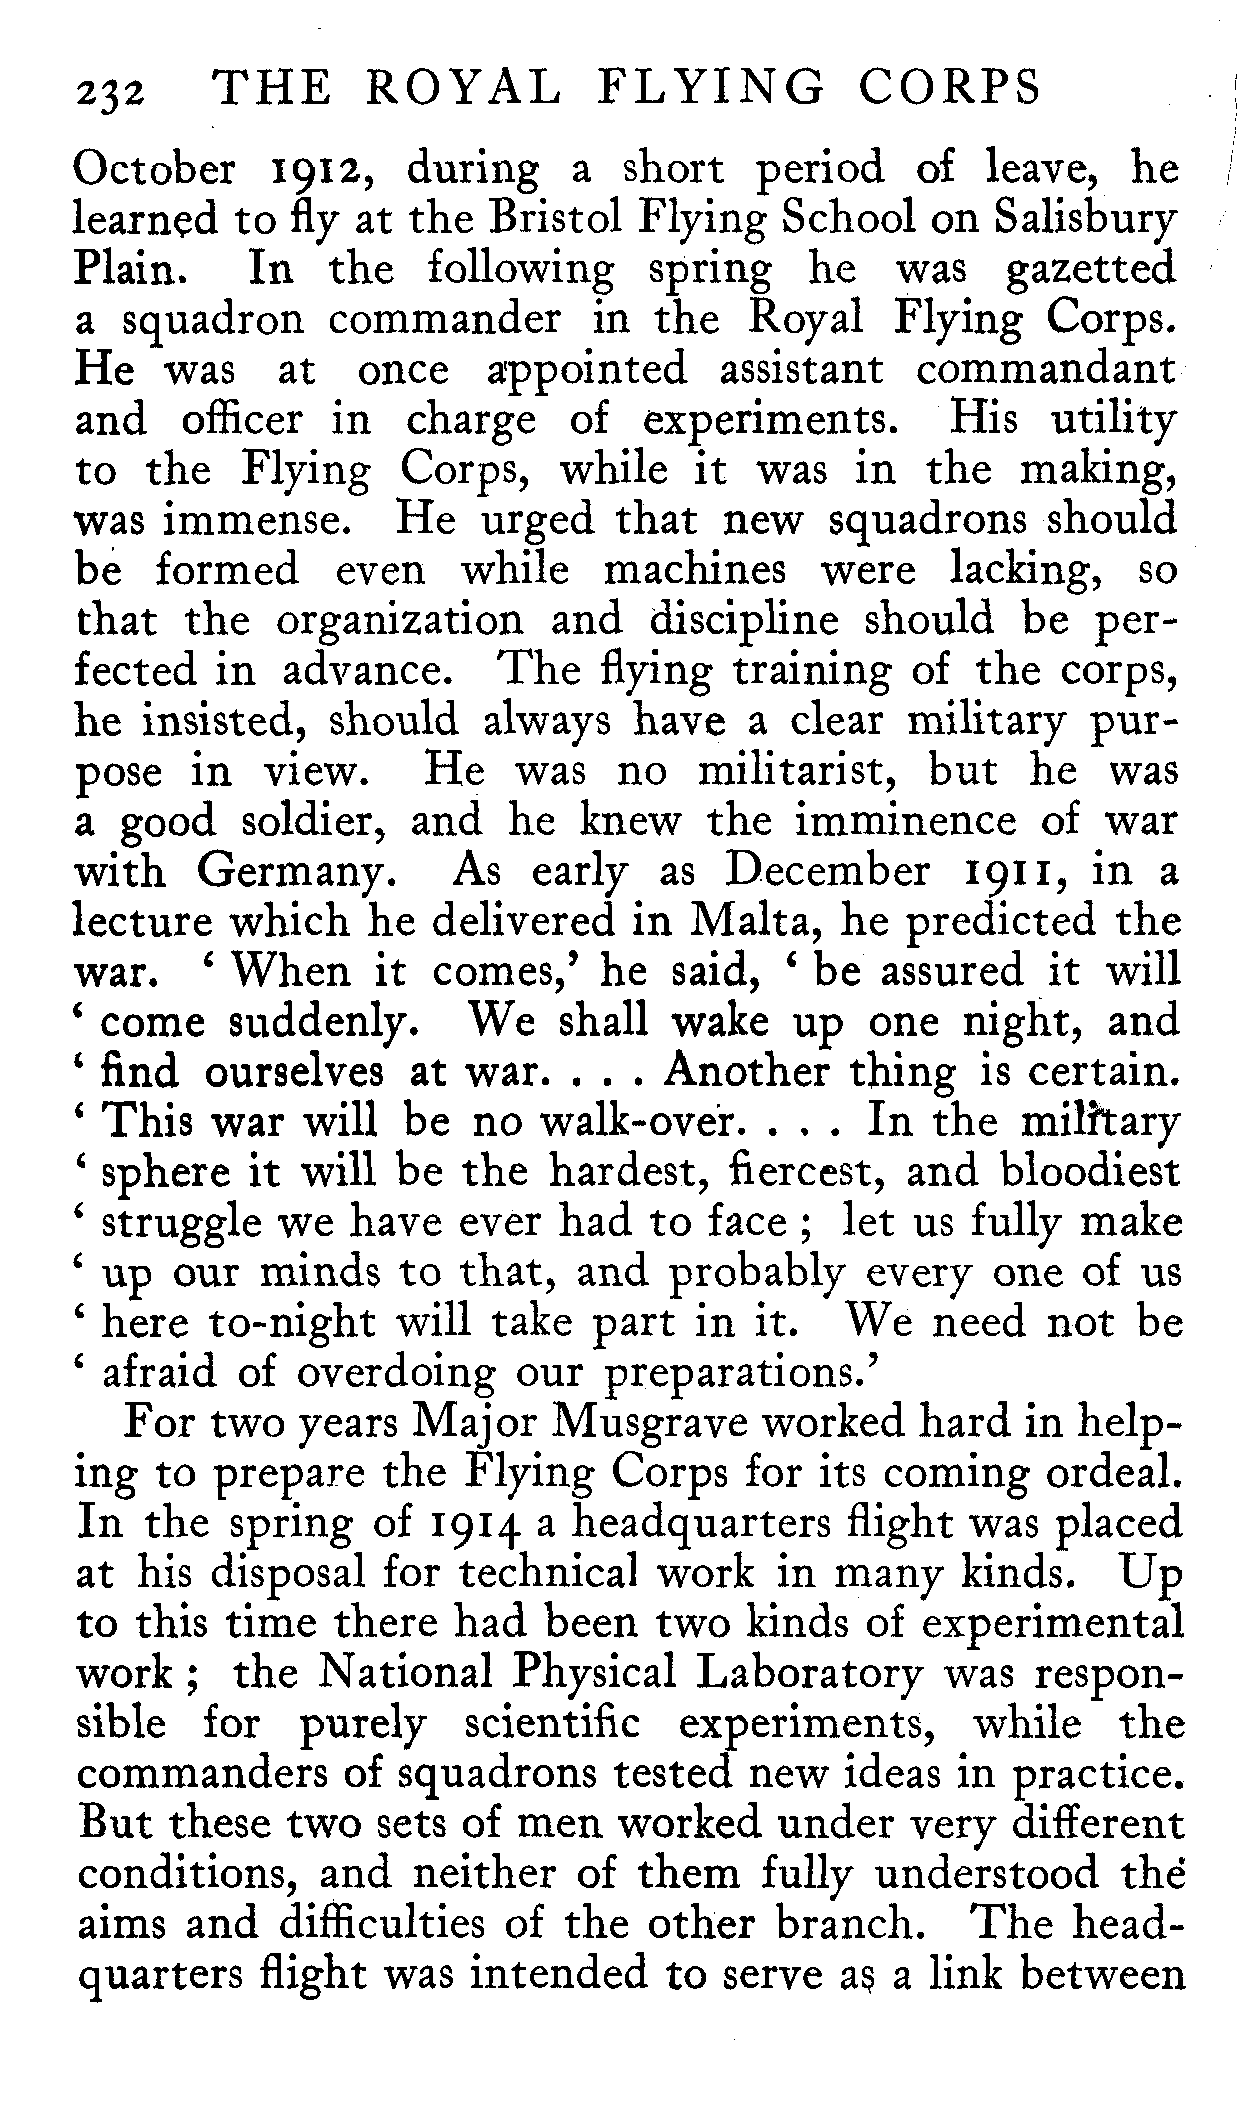 232 THE ROYAL FLYING CORPS
October 1912, during a short period of leave, he
learned to fly at the Bristol Flying School on Salisbury
Plain. In the following spring he was gazetted
a squadron commander in the Royal Flying Corps.
He was at once appointed assistant commandant
and officer in charge of experiments. His utility
to the Flying Corps, while it was in the making,
was immense. He urged that new squadrons should
be formed even while machines were lacking, so
that the organization and discipline should be per-
fected in advance. The flying training of the corps,
he insisted, should always have a clear military pur-
pose in view. He was no militarist, but he was
a good soldier, and he knew the imminence of war
with Germany. As early as December 1911, in a
lecture which he delivered in Malta, he predicted the
war. ‘ When it comes,’ he said, ‘ be assured it will
‘ come suddenly. We shall wake up one night, and
‘ find ourselves at war. . . . Another thing is certain.
‘ This war will be no walk-over. . . . In the military
‘ sphere it will be the hardest, fiercest, and bloodiest
‘ struggle we have ever had to face ; let us fully make
‘ up our minds to that, and probably every one of us
‘ here to-night will take part in it. We need not be
‘ afraid of overdoing our preparations.’
For two years Major Musgrave worked hard in help-
ing to prepare the Flying Corps for its coming ordeal.
In the spring of 1914 a headquarters flight was placed
at his disposal for technical work in many kinds. Up
to this time there had been two kinds of experimental
work ; the National Physical Laboratory was respon-
sible for purely scientific experiments, while the
commanders of squadrons tested new ideas in practice.
But these two sets of men worked under very different
conditions, and neither of them fully understood the
aims and difficulties of the other branch. The head-
quarters flight was intended to serve as a link between